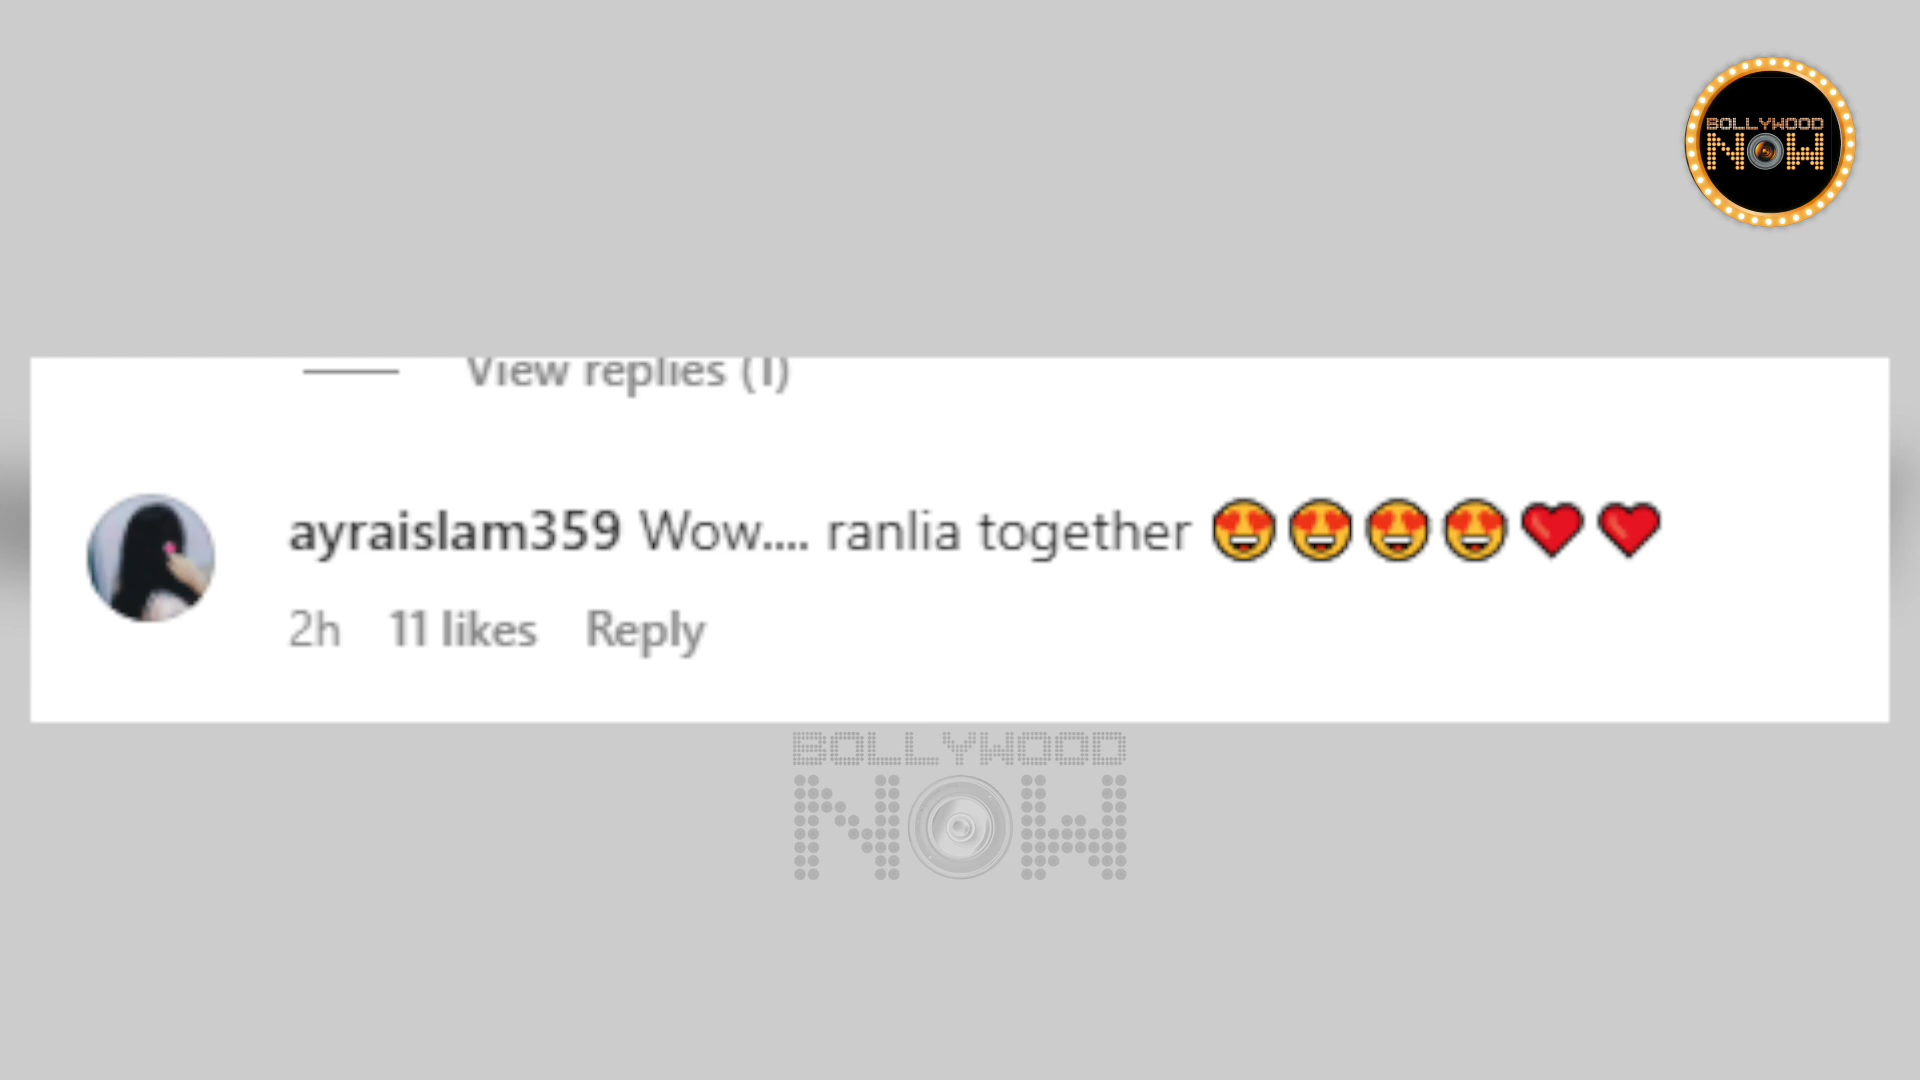 BOLLYWOOD
NOW
View replies (1)
ayraislam359 Wow.... ranlia together 😍😍😍😍❤️❤️
2h 11 likes Reply
BOLLYWOOD
NOW